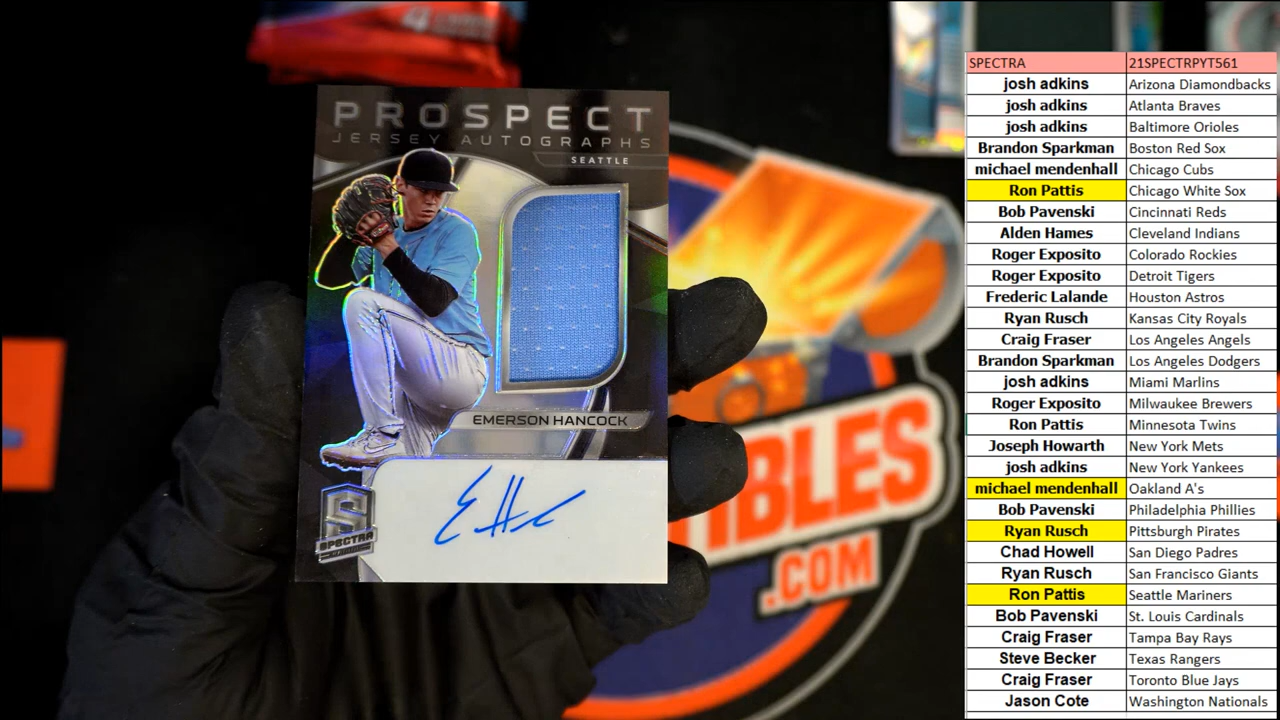 PROSPECT
JERSEY AUTOGRAPHS
SEATTLE
EMERSON HANCOCK
SPECTRA
TIBLES
.COM
SPECTRA 21SPECTRPYT561
josh adkins Arizona Diamondbacks
josh adkins Atlanta Braves
josh adkins Baltimore Orioles
Brandon Sparkman Boston Red Sox
michael mendenhall Chicago Cubs
Ron Pattis Chicago White Sox
Bob Pavenski Cincinnati Reds
Alden Hames Cleveland Indians
Roger Exposito Colorado Rockies
Roger Exposito Detroit Tigers
Frederic Lalande Houston Astros
Ryan Rusch Kansas City Royals
Craig Fraser Los Angeles Angels
Brandon Sparkman Los Angeles Dodgers
josh adkins Miami Marlins
Roger Exposito Milwaukee Brewers
Ron Pattis Minnesota Twins
Joseph Howarth New York Mets
josh adkins New York Yankees
michael mendenhall Oakland A's
Bob Pavenski Philadelphia Phillies
Ryan Rusch Pittsburgh Pirates
Chad Howell San Diego Padres
Ryan Rusch San Francisco Giants
Ron Pattis Seattle Mariners
Bob Pavenski St. Louis Cardinals
Craig Fraser Tampa Bay Rays
Steve Becker Texas Rangers
Craig Fraser Toronto Blue Jays
Jason Cote Washington Nationals